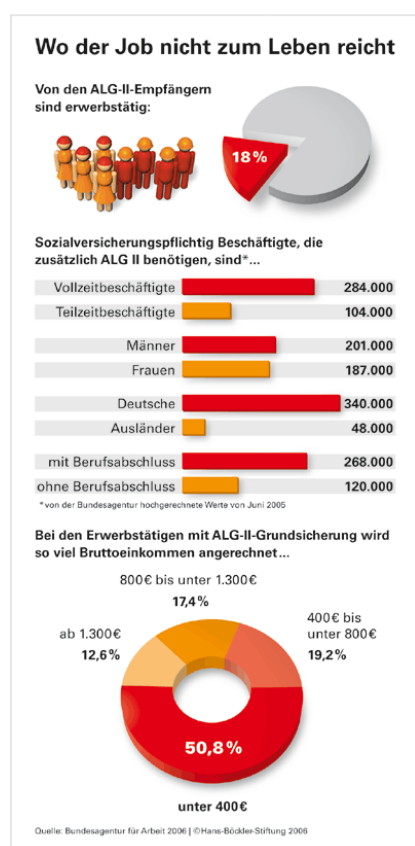 Wo der Job nicht zum Leben reicht
Von den ALG-II-Empfängern
sind erwerbstätig:
18%
Sozialversicherungspflichtig Beschäftigte, die
zusätzlich ALG II benötigen, sind*...
Vollzeitbeschäftigte 284.000
Teilzeitbeschäftigte 104.000
Männer 201.000
Frauen 187.000
Deutsche 340.000
Ausländer 48.000
mit Berufsabschluss 268.000
ohne Berufsabschluss 120.000
*von der Bundesagentur hochgerechnete Werte von Juni 2005
Bei den Erwerbstätigen mit ALG-II-Grundsicherung wird
so viel Bruttoeinkommen angerechnet...
800€ bis unter 1.300€
17,4%
400€ bis
unter 800€
19,2%
ab 1.300€
12,6%
50,8%
unter 400€
Quelle: Bundesagentur für Arbeit 2006 | ©Hans-Böckler-Stiftung 2006